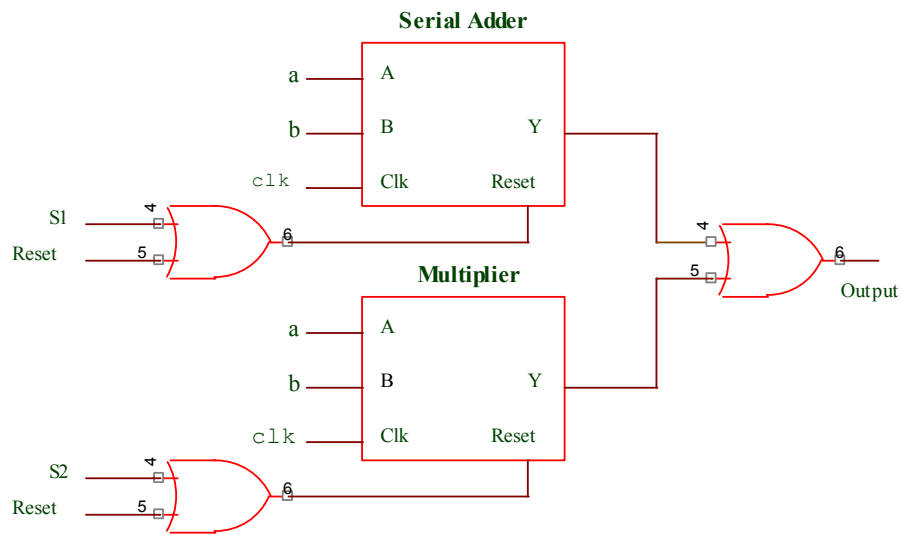 Serial Adder
a
A
b
B
Y
clk
Clk
Reset
S1
4
Reset
5
6
4
5
6
Output
Multiplier
a
A
b
B
Y
clk
Clk
Reset
S2
4
Reset
5
6